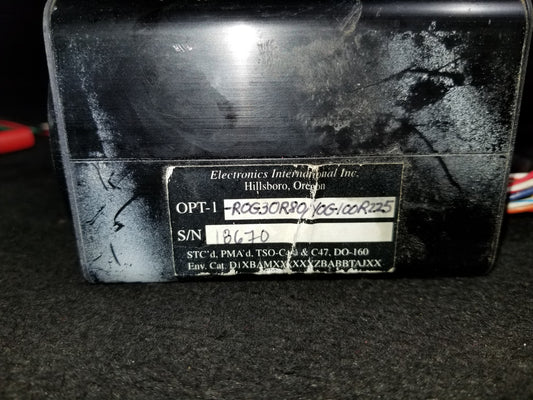 Electronics International Inc.
Hillsboro, Oregon
OPT-1 -R0G30R80/Y0G100R225
S/N 18670
STC'd, PMA'd, TSO-C43 & C47, DO-160
Env. Cat.